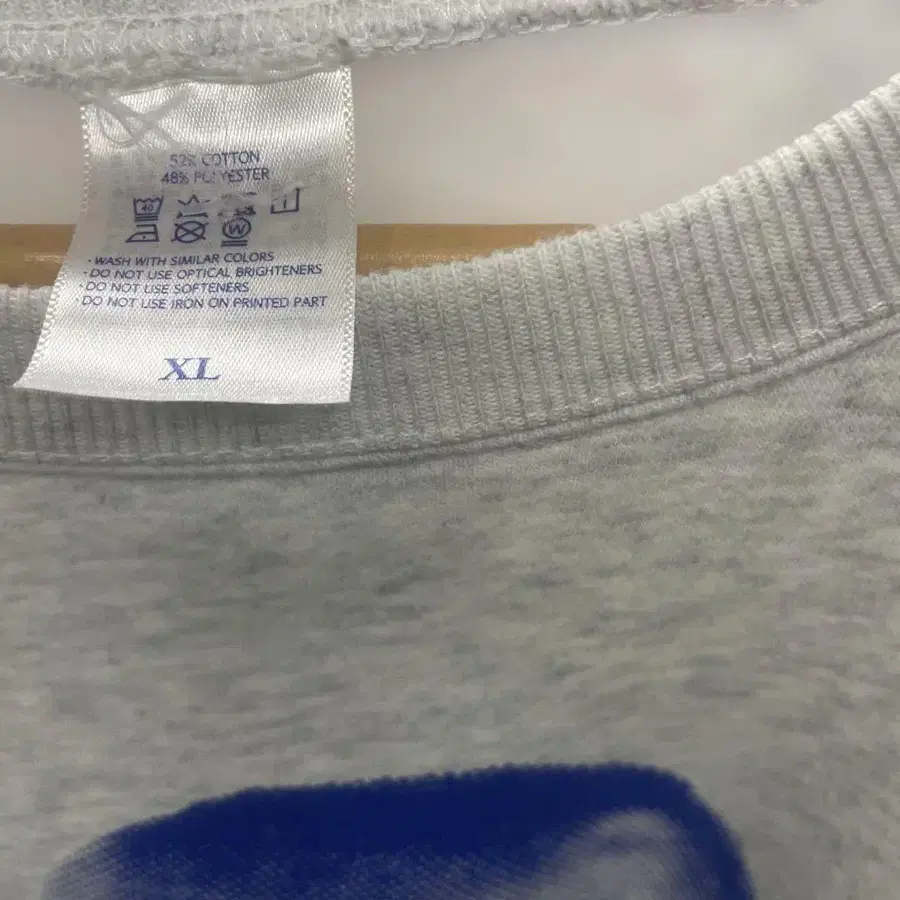 52% COTTON
48% POLYESTER
40
W
· WASH WITH SIMILAR COLORS
· DO NOT USE OPTICAL BRIGHTENERS
· DO NOT USE SOFTENERS
· DO NOT USE IRON ON PRINTED PART
XL